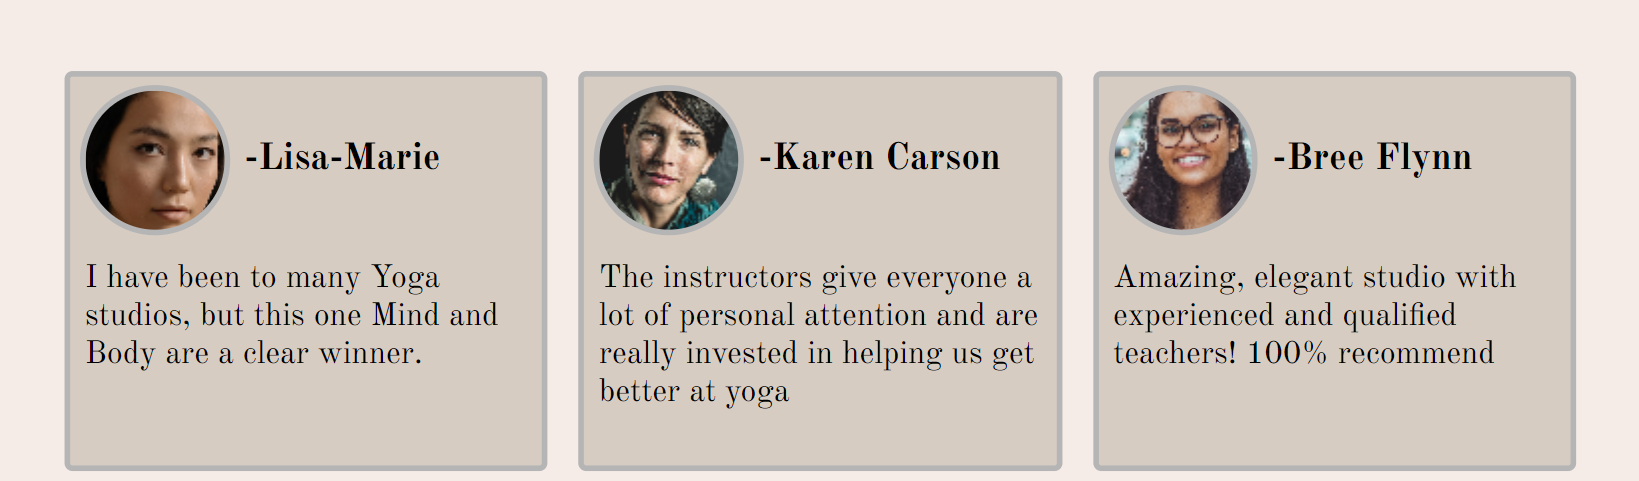 -Lisa-Marie
I have been to many Yoga
studios, but this one Mind and
Body are a clear winner.
-Karen Carson
The instructors give everyone a
lot of personal attention and are
really invested in helping us get
better at yoga
-Bree Flynn
Amazing, elegant studio with
experienced and qualified
teachers! 100% recommend